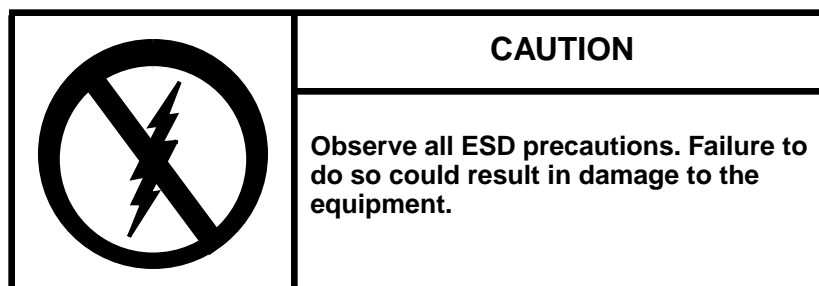 CAUTION
Observe all ESD precautions. Failure to
do so could result in damage to the
equipment.